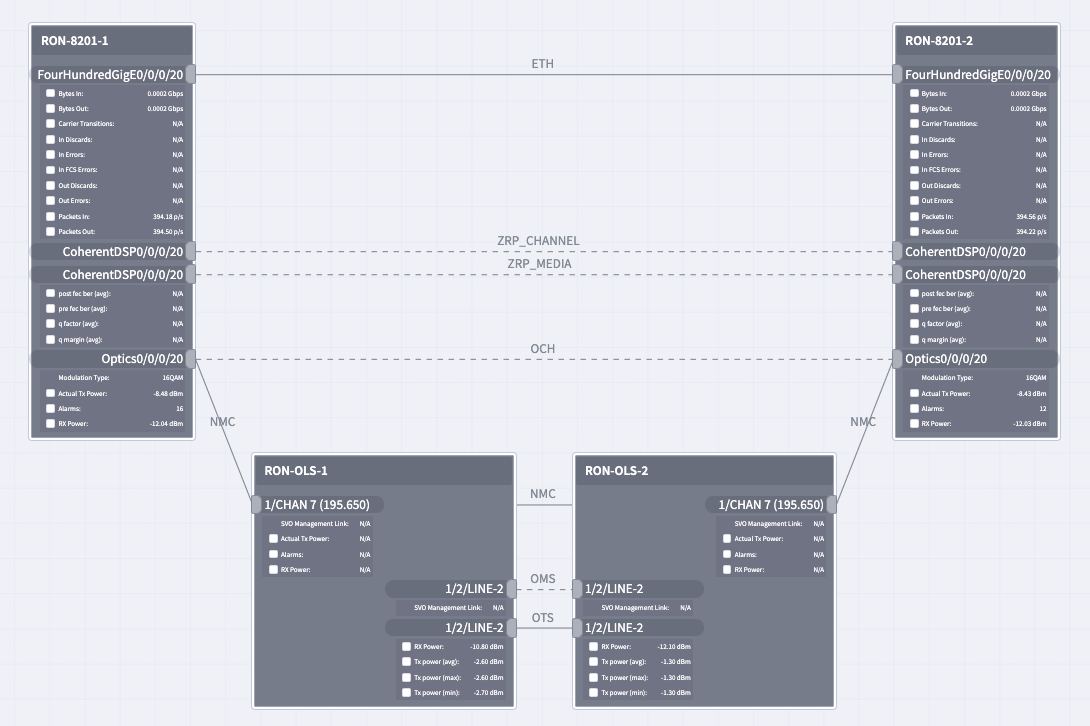 RON-8201-1
FourHundredGigE0/0/0/20
Bytes In: 0.0002 Gbps
Bytes Out: 0.0002 Gbps
Carrier Transitions: N/A
In Discards: N/A
In Errors: N/A
In FCS Errors: N/A
Out Discards: N/A
Out Errors: N/A
Packets In: 394.18 p/s
Packets Out: 394.50 p/s
CoherentDSP0/0/0/20
CoherentDSP0/0/0/20
post fec ber (avg): N/A
pre fec ber (avg): N/A
q factor (avg): N/A
q margin (avg): N/A
Optics0/0/0/20
Modulation Type: 16QAM
Actual Tx Power: -8.48 dBm
Alarms: 16
RX Power: -12.04 dBm
ETH
ZRP_CHANNEL
ZRP_MEDIA
OCH
NMC
NMC
RON-8201-2
FourHundredGigE0/0/0/20
Bytes In: 0.0002 Gbps
Bytes Out: 0.0002 Gbps
Carrier Transitions: N/A
In Discards: N/A
In Errors: N/A
In FCS Errors: N/A
Out Discards: N/A
Out Errors: N/A
Packets In: 394.56 p/s
Packets Out: 394.22 p/s
CoherentDSP0/0/0/20
CoherentDSP0/0/0/20
post fec ber (avg): N/A
pre fec ber (avg): N/A
q factor (avg): N/A
q margin (avg): N/A
Optics0/0/0/20
Modulation Type: 16QAM
Actual Tx Power: -8.43 dBm
Alarms: 12
RX Power: -12.03 dBm
RON-OLS-1
1/CHAN 7 (195.650)
SVO Management Link: N/A
Actual Tx Power: N/A
Alarms: N/A
RX Power: N/A
1/2/LINE-2
SVO Management Link: N/A
1/2/LINE-2
RX Power: -10.80 dBm
Tx power (avg): -2.60 dBm
Tx power (max): -2.60 dBm
Tx power (min): -2.70 dBm
NMC
OMS
OTS
RON-OLS-2
1/CHAN 7 (195.650)
SVO Management Link: N/A
Actual Tx Power: N/A
Alarms: N/A
RX Power: N/A
1/2/LINE-2
SVO Management Link: N/A
1/2/LINE-2
RX Power: -12.10 dBm
Tx power (avg): -1.30 dBm
Tx power (max): -1.30 dBm
Tx power (min): -1.30 dBm